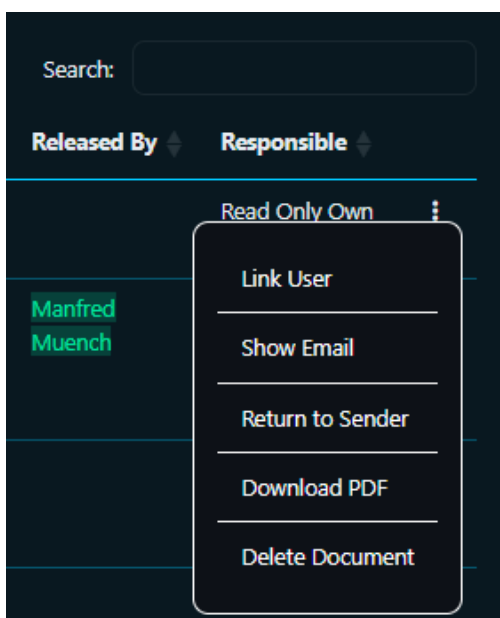 Search:
Released By Responsible
Read Only Own
Link User
Manfred
Muench
Show Email
Return to Sender
Download PDF
Delete Document